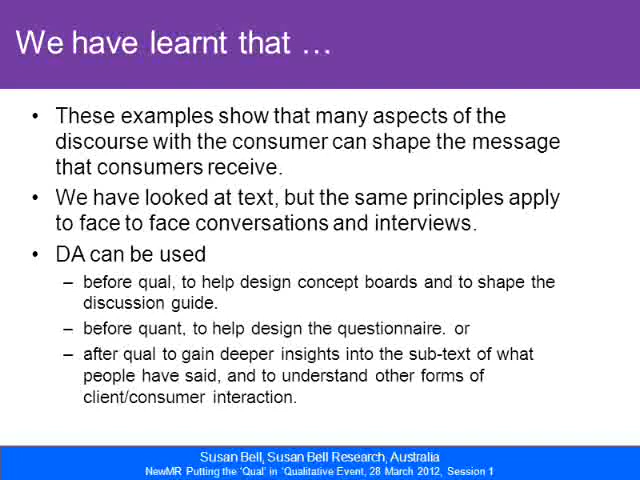 We have learnt that …
• These examples show that many aspects of the
discourse with the consumer can shape the message
that consumers receive.
• We have looked at text, but the same principles apply
to face to face conversations and interviews.
• DA can be used
– before qual, to help design concept boards and to shape the
discussion guide.
– before quant, to help design the questionnaire. or
– after qual to gain deeper insights into the sub-text of what
people have said, and to understand other forms of
client/consumer interaction.
Susan Bell, Susan Bell Research, Australia
NewMR Putting the ‘Qual’ in ‘Qualitative Event, 28 March 2012, Session 1